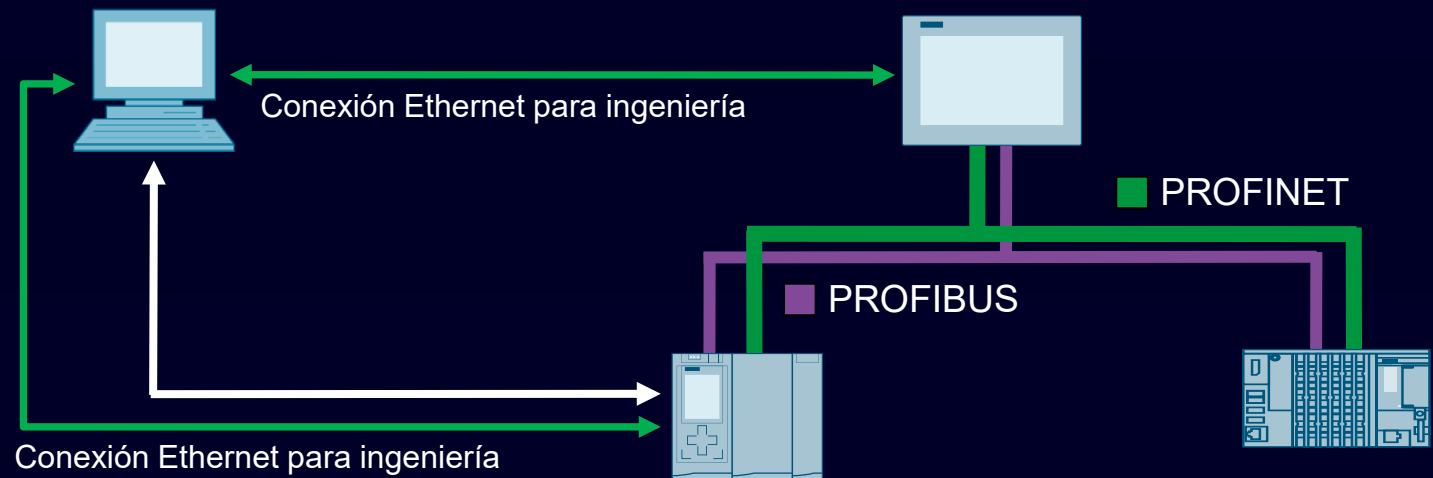 Conexión Ethernet para ingeniería
PROFINET
PROFIBUS
Conexión Ethernet para ingeniería